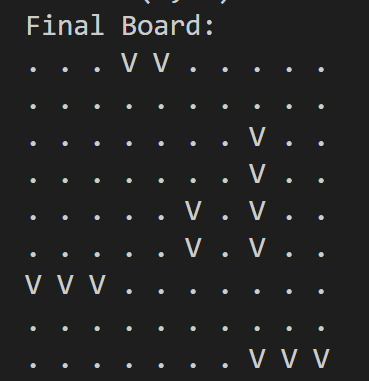 Final Board:
. . . V V . . . . .
. . . . . . . . . .
. . . . . . . V . .
. . . . . . . V . .
. . . . . V . V . .
. . . . . V . V . .
V V V . . . . . . .
. . . . . . . . . .
. . . . . . . V V V